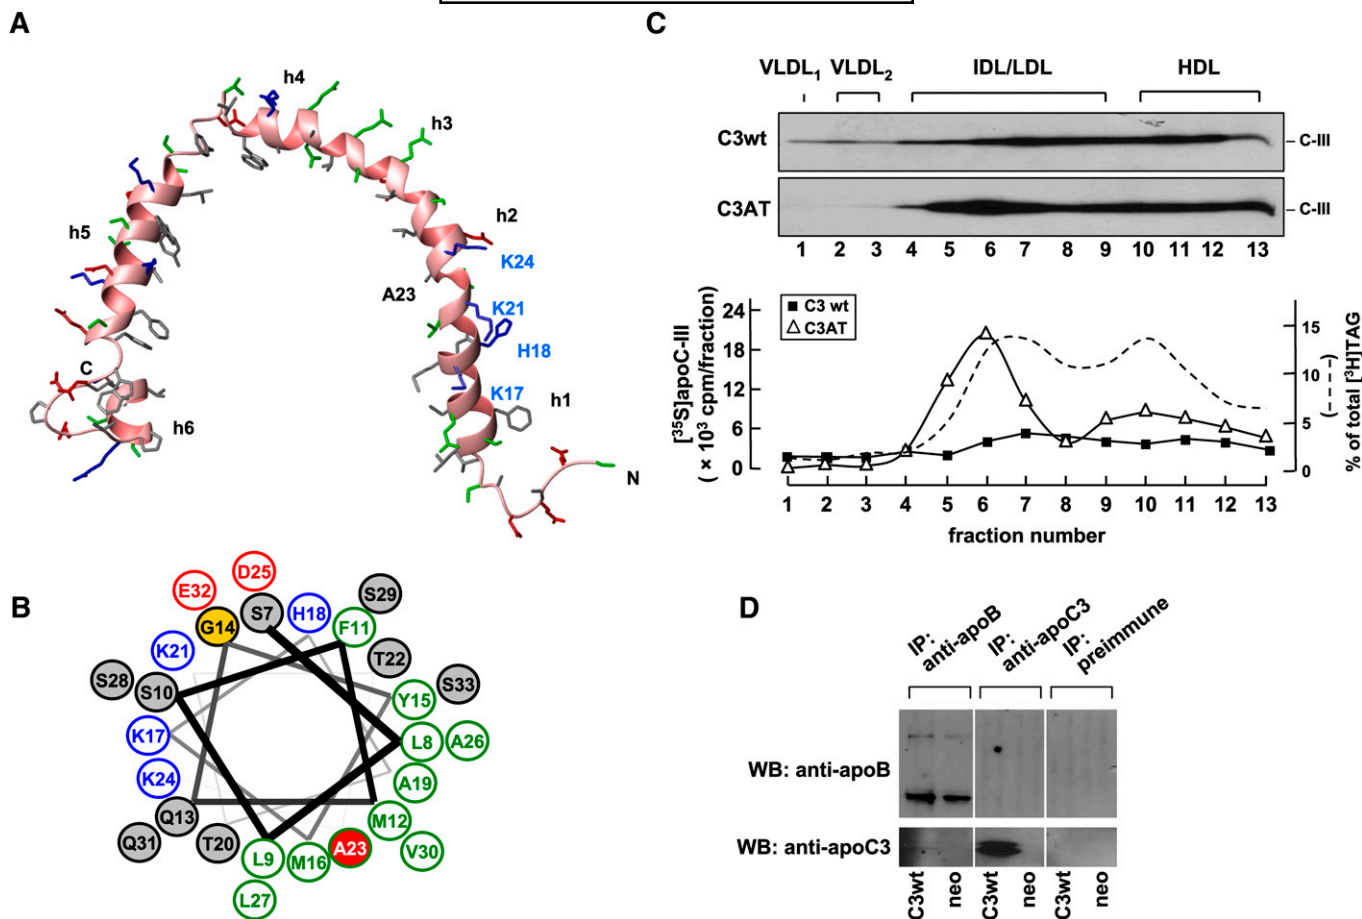 A
h4
h3
h5
h2
K24
A23
K21
H18
C
K17
h1
h6
N
B
E32
D25
S7
H18
S29
G14
F11
K21
T22
S28
S10
S33
Y15
K17
L8
A26
K24
A19
Q13
M12
Q31
T20
L9
M16
A23
V30
L27
C
VLDL1 VLDL2 IDL/LDL HDL
C3wt
C-III
C3AT
C-III
1 2 3 4 5 6 7 8 9 10 11 12 13
[35S]apoC-III
( × 10³ cpm/fraction)
24
18
12
6
0
C3 wt
C3AT
15
10
5
0
(----)
% of total [³H]TAG
1 2 3 4 5 6 7 8 9 10 11 12 13
fraction number
D
IP:
anti-apoB
IP:
anti-apoC3
IP:
preimmune
WB: anti-apoB
WB: anti-apoC3
C3wt
neo
C3wt
neo
C3wt
neo